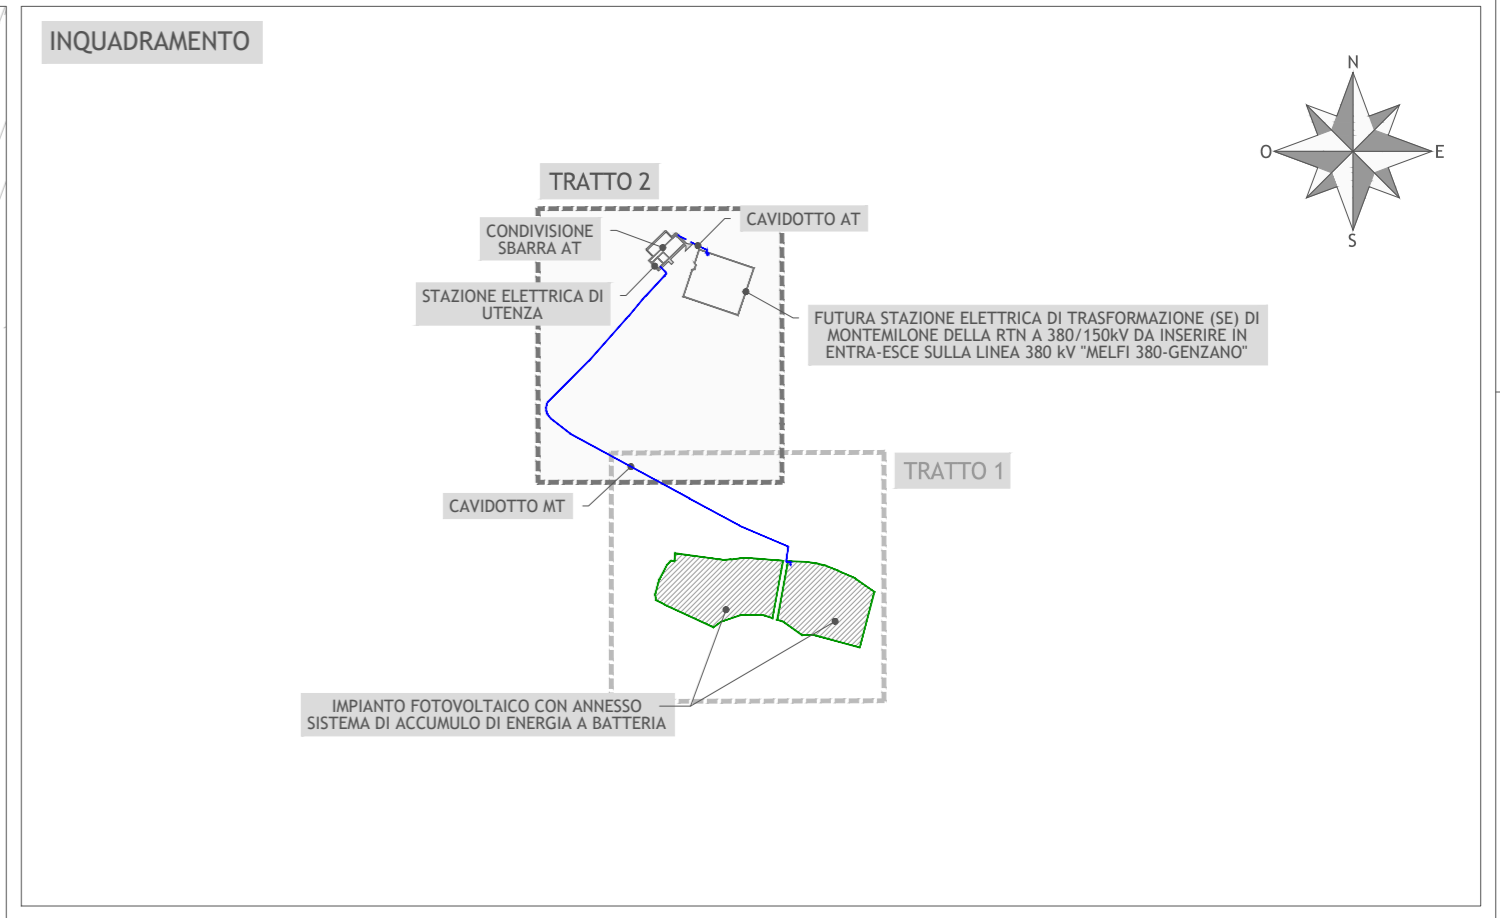 INQUADRAMENTO
N
O
E
S
TRATTO 2
CAVIDOTTO AT
CONDIVISIONE
SBARRA AT
STAZIONE ELETTRICA DI
UTENZA
FUTURA STAZIONE ELETTRICA DI TRASFORMAZIONE (SE) DI
MONTEMILONE DELLA RTN A 380/150kV DA INSERIRE IN
ENTRA-ESCE SULLA LINEA 380 kV "MELFI 380-GENZANO"
TRATTO 1
CAVIDOTTO MT
IMPIANTO FOTOVOLTAICO CON ANNESSO
SISTEMA DI ACCUMULO DI ENERGIA A BATTERIA